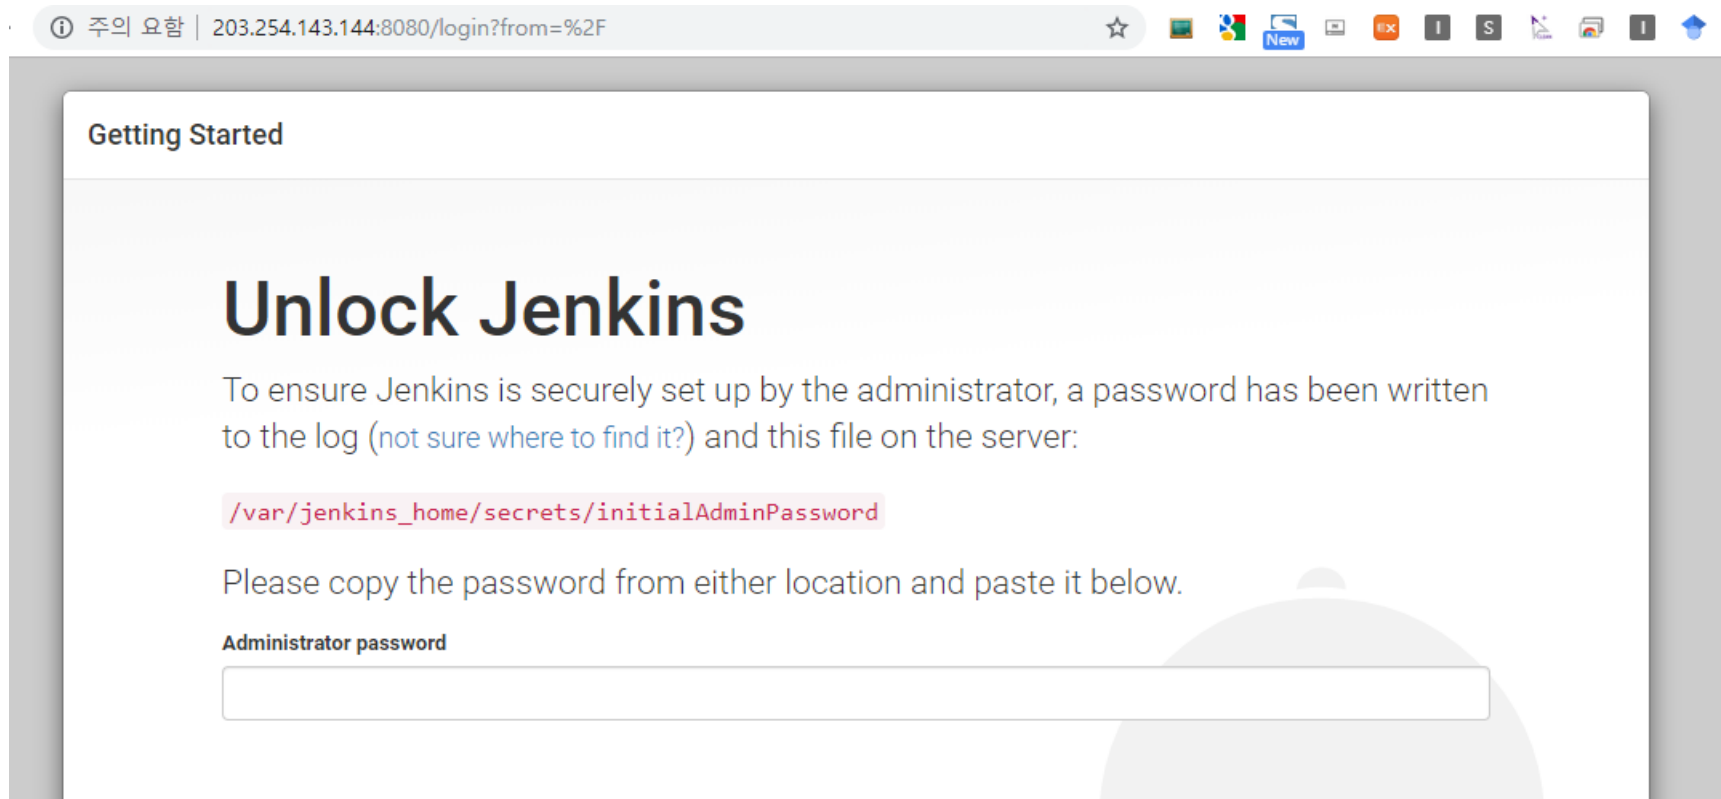 주의 요함 | 203.254.143.144:8080/login?from=%2F
New
EX
I
S
I
Getting Started
Unlock Jenkins
To ensure Jenkins is securely set up by the administrator, a password has been written
to the log (not sure where to find it?) and this file on the server:
/var/jenkins_home/secrets/initialAdminPassword
Please copy the password from either location and paste it below.
Administrator password